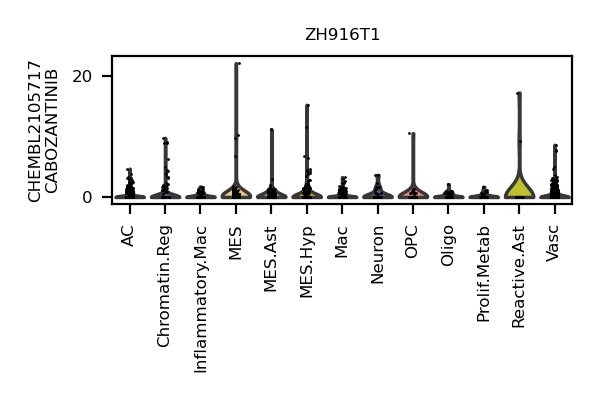 ZH916T1
CHEMBL2105717
CABOZANTINIB
20
0
AC
Chromatin.Reg
Inflammatory.Mac
MES
MES.Ast
MES.Hyp
Mac
Neuron
OPC
Oligo
Prolif.Metab
Reactive.Ast
Vasc